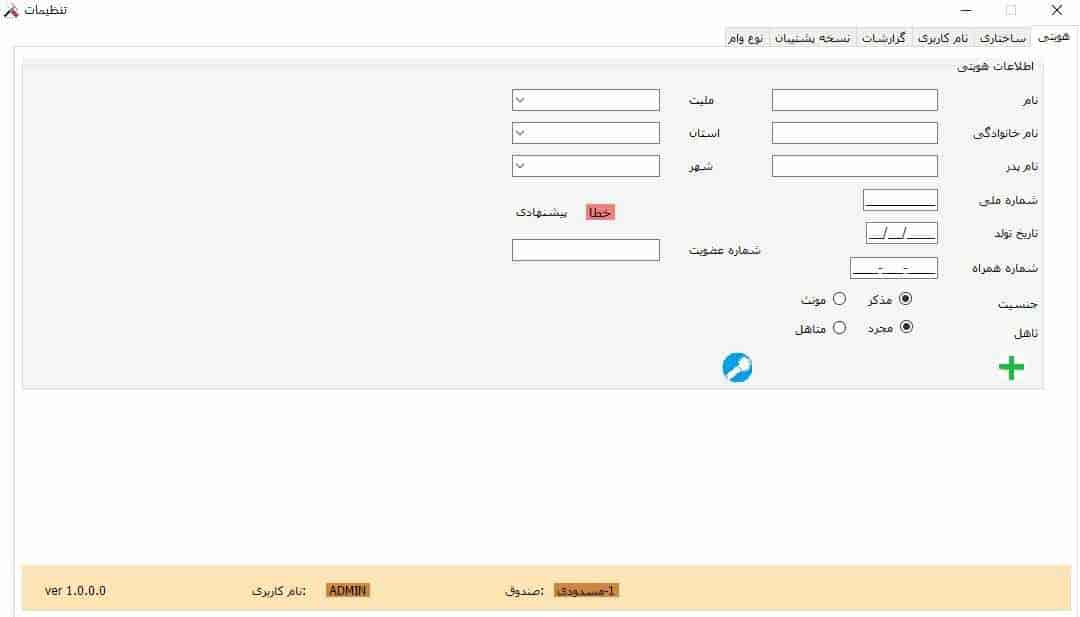 تنظیمات
هویتی ساختاری نام کاربری گزارشات نسخه پشتیبان نوع وام
اطلاعات هویتی
نام ملیت
نام خانوادگی استان
نام پدر شهر
شماره ملی
خطا پیشنهادی
تاریخ تولد __/__/____
شماره عضویت
شماره همراه ____-___-____
جنسیت مذکر مونث
تاهل مجرد متاهل
صندوق: 1-مسدودی نام کاربری: ADMIN ver 1.0.0.0